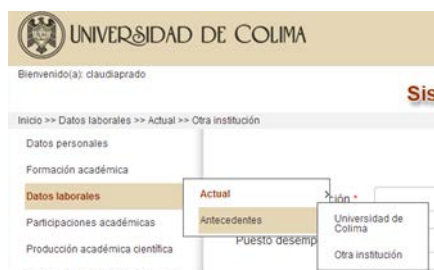 UNIVERSIDAD DE COLIMA
Bienvenido(a): claudiaprado
Sis
Inicio >> Datos laborales >> Actual >> Otra institución
Datos personales
Formación académica
Datos laborales
Actual
ción *
Antecedentes
Universidad de
Colima
Participaciones académicas
Puesto desemp
Otra institución
Producción académica científica